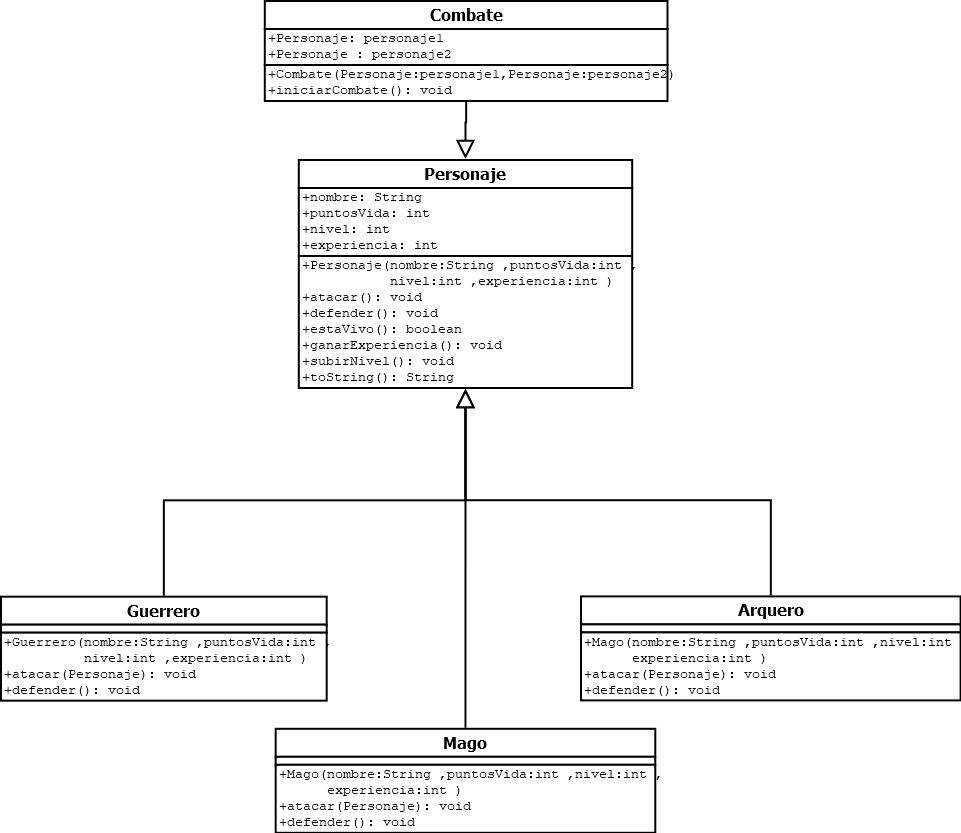 Combate
+Personaje: personaje1
+Personaje : personaje2
+Combate(Personaje:personaje1,Personaje:personaje2)
+iniciarCombate(): void
Personaje
+nombre: String
+puntosVida: int
+nivel: int
+experiencia: int
+Personaje(nombre:String ,puntosVida:int ,
nivel:int ,experiencia:int )
+atacar(): void
+defender(): void
+estaVivo(): boolean
+ganarExperiencia(): void
+subirNivel(): void
+toString(): String
Guerrero
+Guerrero(nombre:String ,puntosVida:int ,
nivel:int ,experiencia:int )
+atacar(Personaje): void
+defender(): void
Arquero
+Mago(nombre:String ,puntosVida:int ,nivel:int
experiencia:int )
+atacar(Personaje): void
+defender(): void
Mago
+Mago(nombre:String ,puntosVida:int ,nivel:int ,
experiencia:int )
+atacar(Personaje): void
+defender(): void